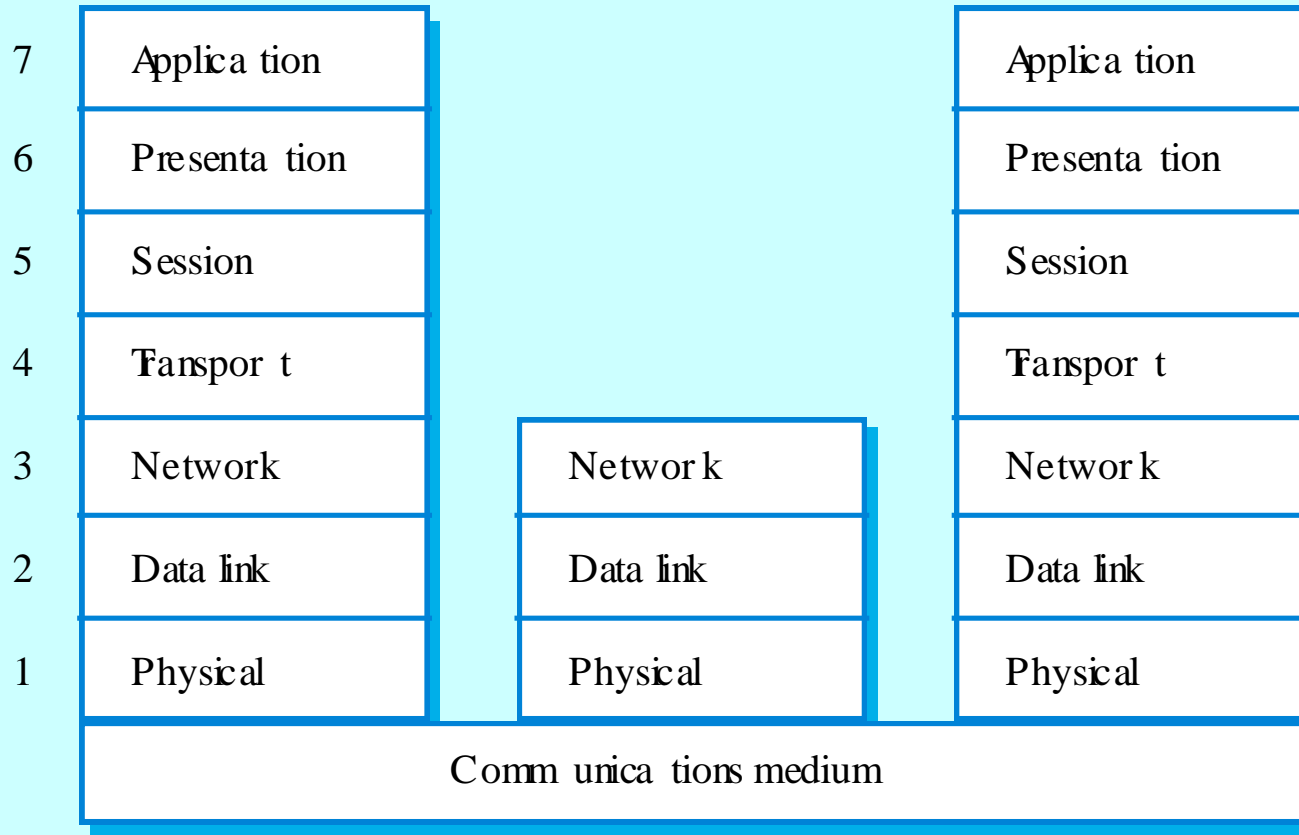 7 Application Application
6 Presentation Presentation
5 Session Session
4 Transport Transport
3 Network Network Network
2 Data link Data link Data link
1 Physical Physical Physical
Communications medium